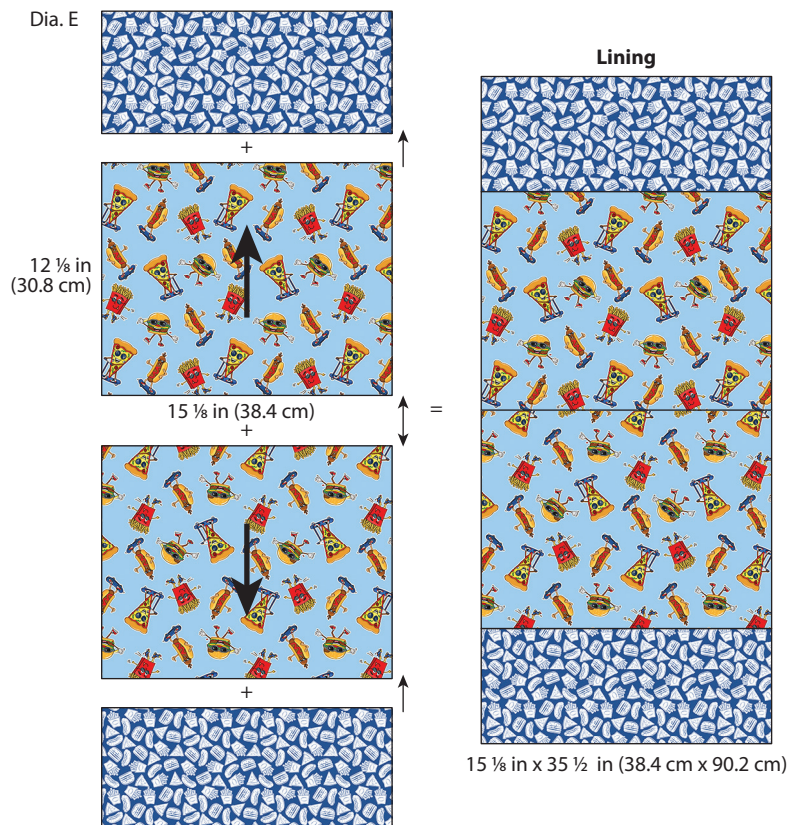 Dia. E
Lining
+
12 ⅛ in
(30.8 cm)
15 ⅛ in (38.4 cm)
+
=
+
15 ⅛ in x 35 ½ in (38.4 cm x 90.2 cm)